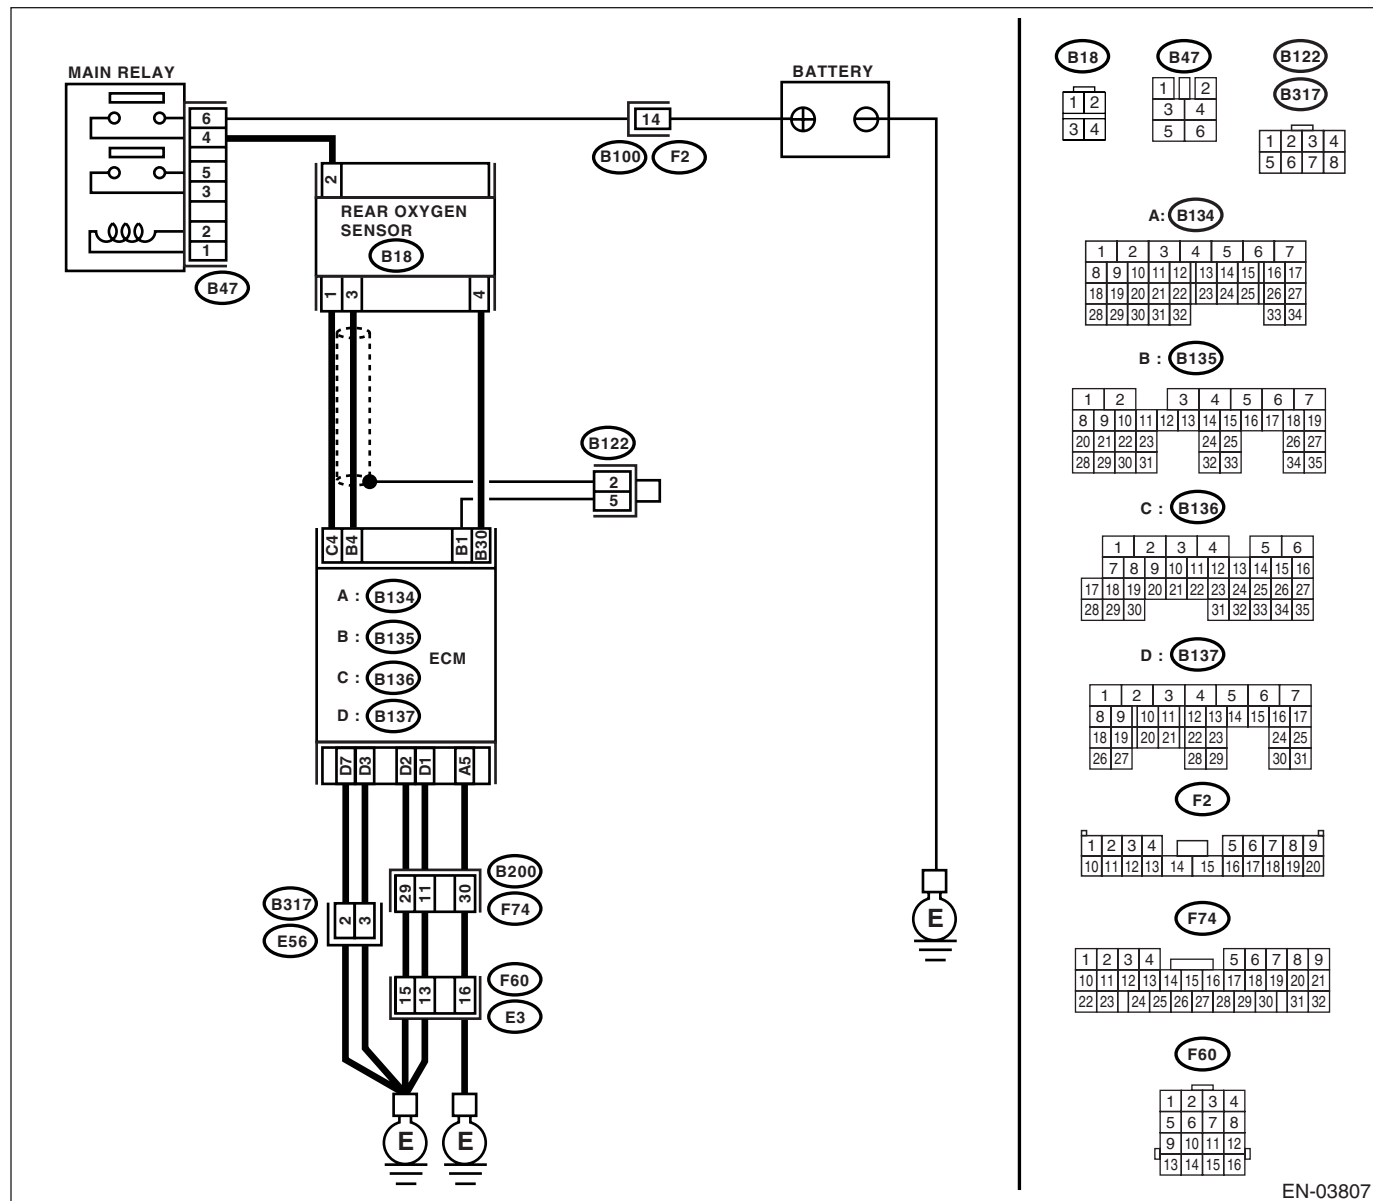 MAIN RELAY
6
4
5
3
2
1
B47
14
B100 F2
BATTERY
2
REAR OXYGEN
SENSOR
B18
1 3 4
B122
2
5
C4 B4 B1 B30
A : B134
B : B135
ECM
C : B136
D : B137
D7 D3 D2 D1 A5
B200
29 11 30
F74
B317
2 3
E56
F60
15 13 16
E3
E E
E
B18 B47 B122
B317
1 2
3 4
1 2
3 4
5 6
1 2 3 4
5 6 7 8
A: B134
1 2 3 4 5 6 7
8 9 10 11 12 13 14 15 16 17
18 19 20 21 22 23 24 25 26 27
28 29 30 31 32 33 34
B : B135
1 2 3 4 5 6 7
8 9 10 11 12 13 14 15 16 17 18 19
20 21 22 23 24 25 26 27
28 29 30 31 32 33 34 35
C : B136
1 2 3 4 5 6
7 8 9 10 11 12 13 14 15 16
17 18 19 20 21 22 23 24 25 26 27
28 29 30 31 32 33 34 35
D : B137
1 2 3 4 5 6 7
8 9 10 11 12 13 14 15 16 17
18 19 20 21 22 23 24 25
26 27 28 29 30 31
F2
1 2 3 4 5 6 7 8 9
10 11 12 13 14 15 16 17 18 19 20
F74
1 2 3 4 5 6 7 8 9
10 11 12 13 14 15 16 17 18 19 20 21
22 23 24 25 26 27 28 29 30 31 32
F60
1 2 3 4
5 6 7 8
9 10 11 12
13 14 15 16
EN-03807